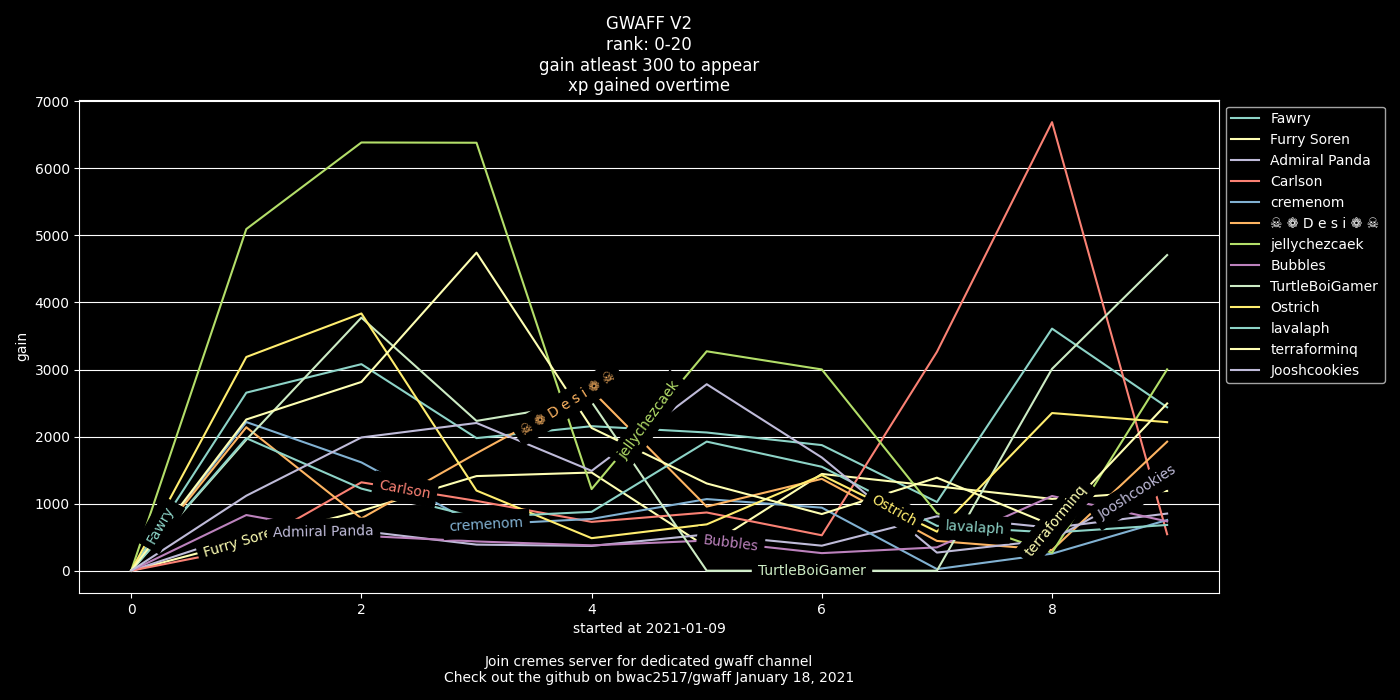 GWAFF V2
rank: 0-20
gain atleast 300 to appear
xp gained overtime
7000
6000
5000
4000
3000
2000
1000
0
gain
Fawry
Furry Soren
Admiral Panda
Carlson
cremenom
☠ ❁ D e s i ❁ ☠
jellychezcaek
Bubbles
TurtleBoiGamer
Ostrich
lavalaph
terraforminq
Jooshcookies
Fawry
Furry Sor
Admiral Panda
Carlson
cremenom
☠ ❁ D e s i ❁ ☠
jellychezcaek
Bubbles
TurtleBoiGamer
Ostrich
lavalaph
terraforminq
Jooshcookies
0 2 4 6 8
started at 2021-01-09
Join cremes server for dedicated gwaff channel
Check out the github on bwac2517/gwaff January 18, 2021